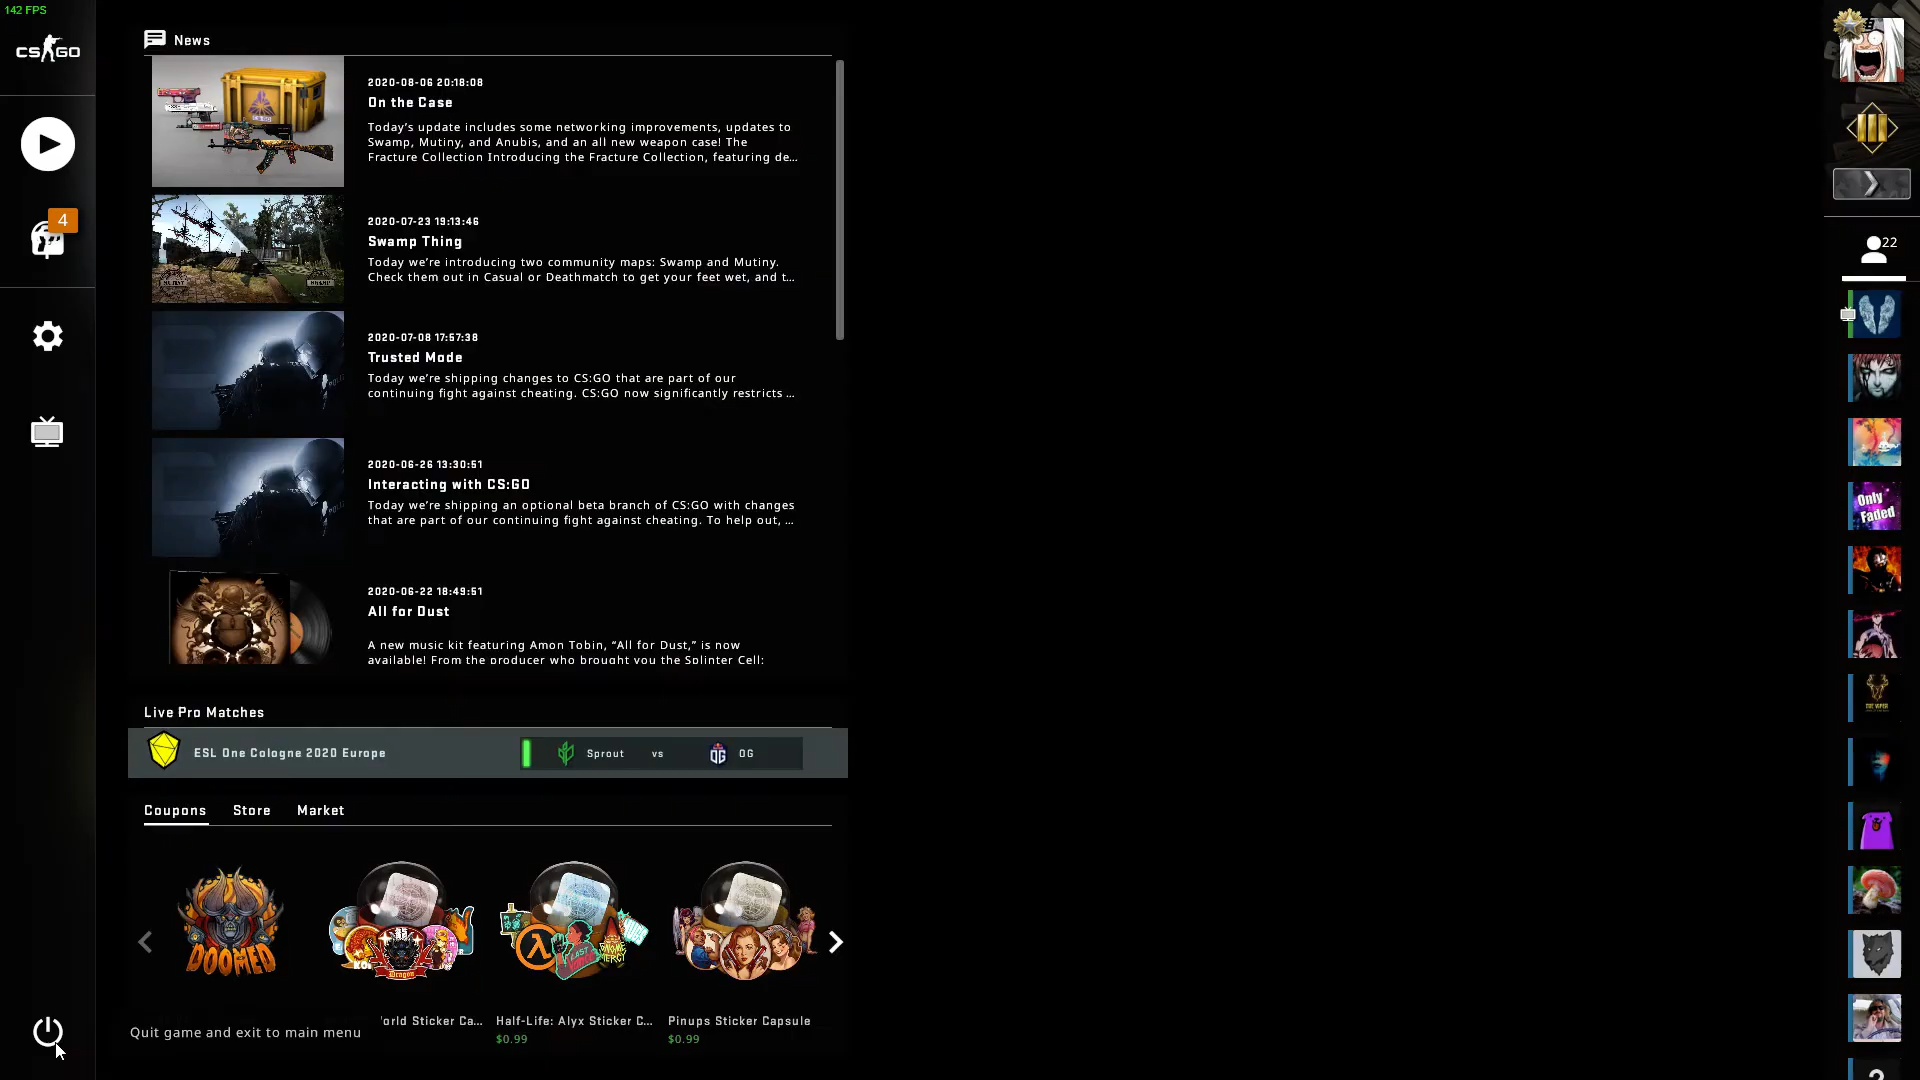 142 FPS
CS GO
News
2020-08-06 20:18:08
On the Case
Today’s update includes some networking improvements, updates to
Swamp, Mutiny, and Anubis, and an all new weapon case! The
Fracture Collection Introducing the Fracture Collection, featuring de…
4
2020-07-23 19:13:46
Swamp Thing
Today we’re introducing two community maps: Swamp and Mutiny.
Check them out in Casual or Deathmatch to get your feet wet, and t…
22
2020-07-08 17:57:38
Trusted Mode
Today we’re shipping changes to CS:GO that are part of our
continuing fight against cheating. CS:GO now significantly restricts …
2020-06-26 13:30:51
Interacting with CS:GO
Today we’re shipping an optional beta branch of CS:GO with changes
that are part of our continuing fight against cheating. To help out, …
Only
Faded
2020-06-22 18:49:51
All for Dust
A new music kit featuring Amon Tobin, “All for Dust,” is now
available! From the producer who brought you the Splinter Cell:
THE VIPER
Live Pro Matches
ESL One Cologne 2020 Europe
Sprout vs OG
Coupons Store Market
DOOMED
Dragon
LAST
GNOME
MERCY
Quit game and exit to main menu
'orld Sticker Ca…
Half-Life: Alyx Sticker C…
$0.99
Pinups Sticker Capsule
$0.99
?